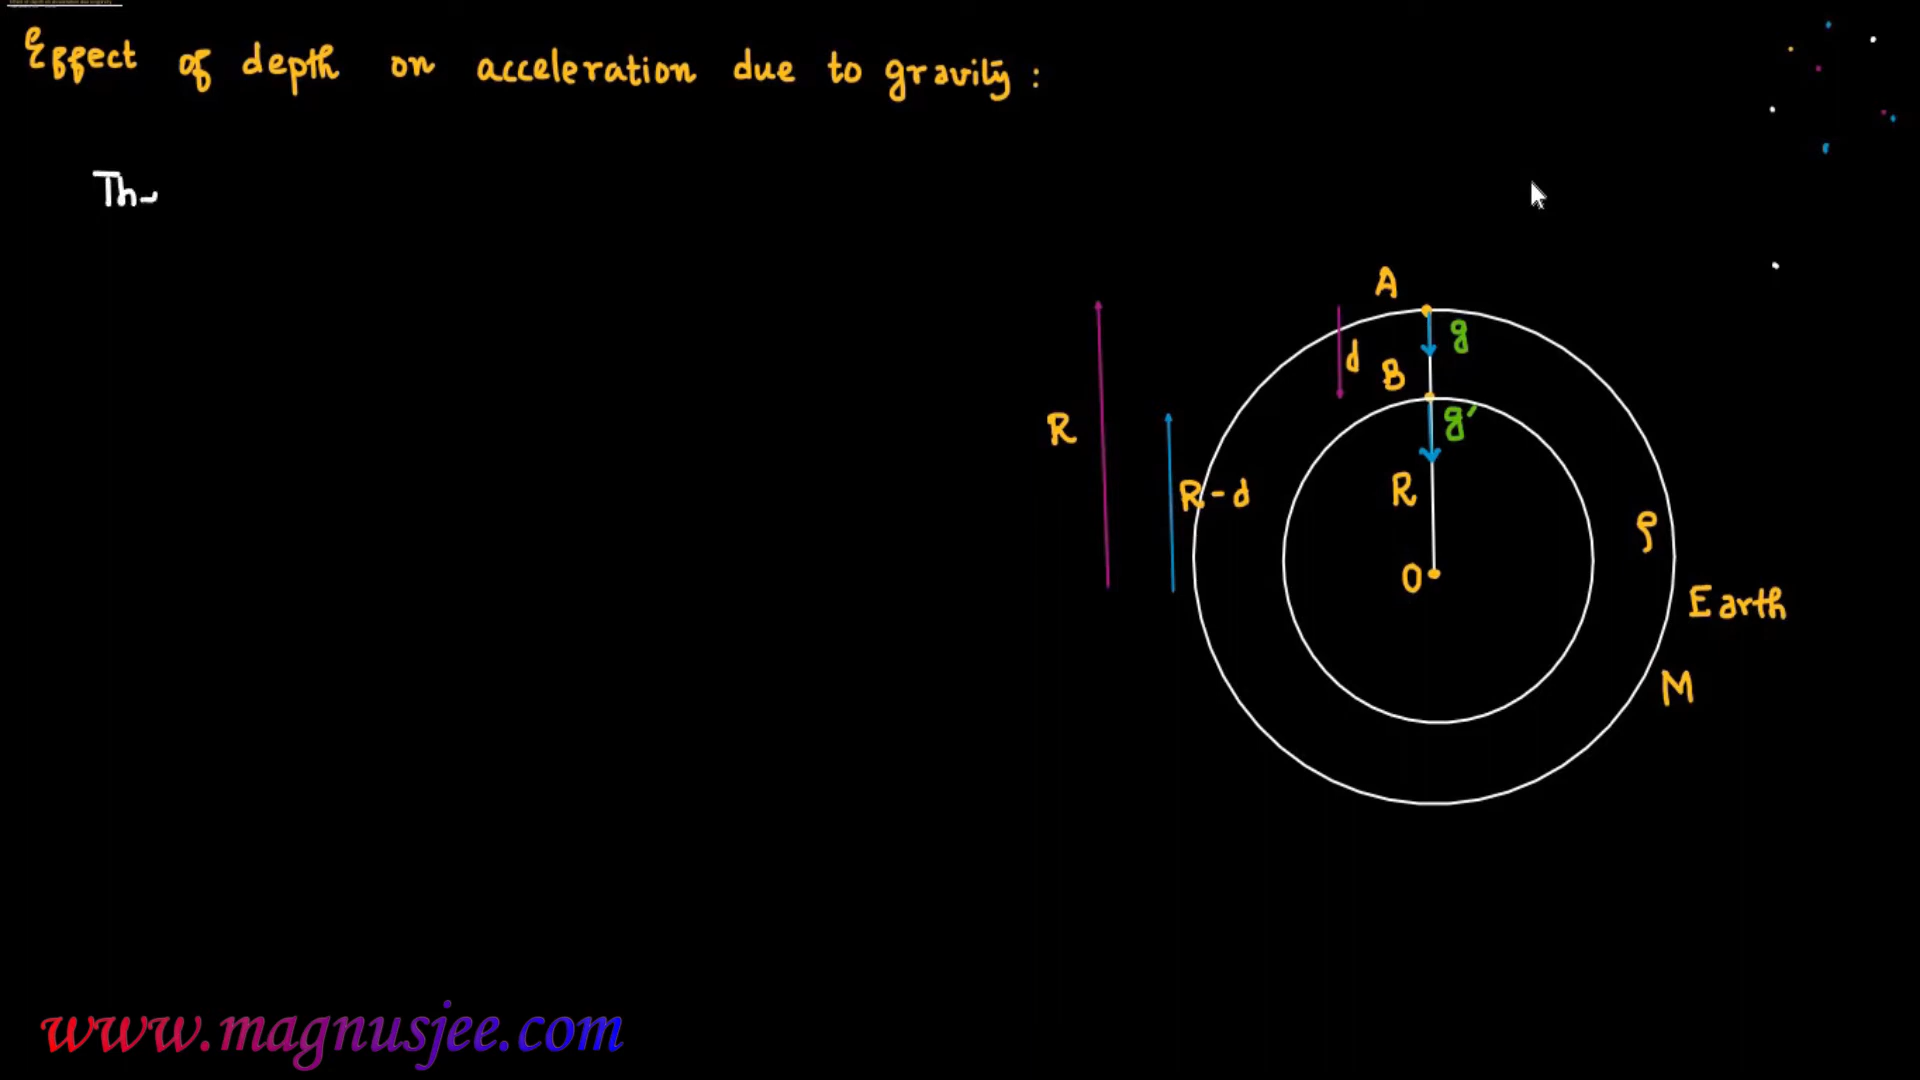 Effect of depth on acceleration due to gravity :
Th-
A
g
d
B
g′
R
R-d
R
ρ
O
Earth
M
www.magnusjee.com